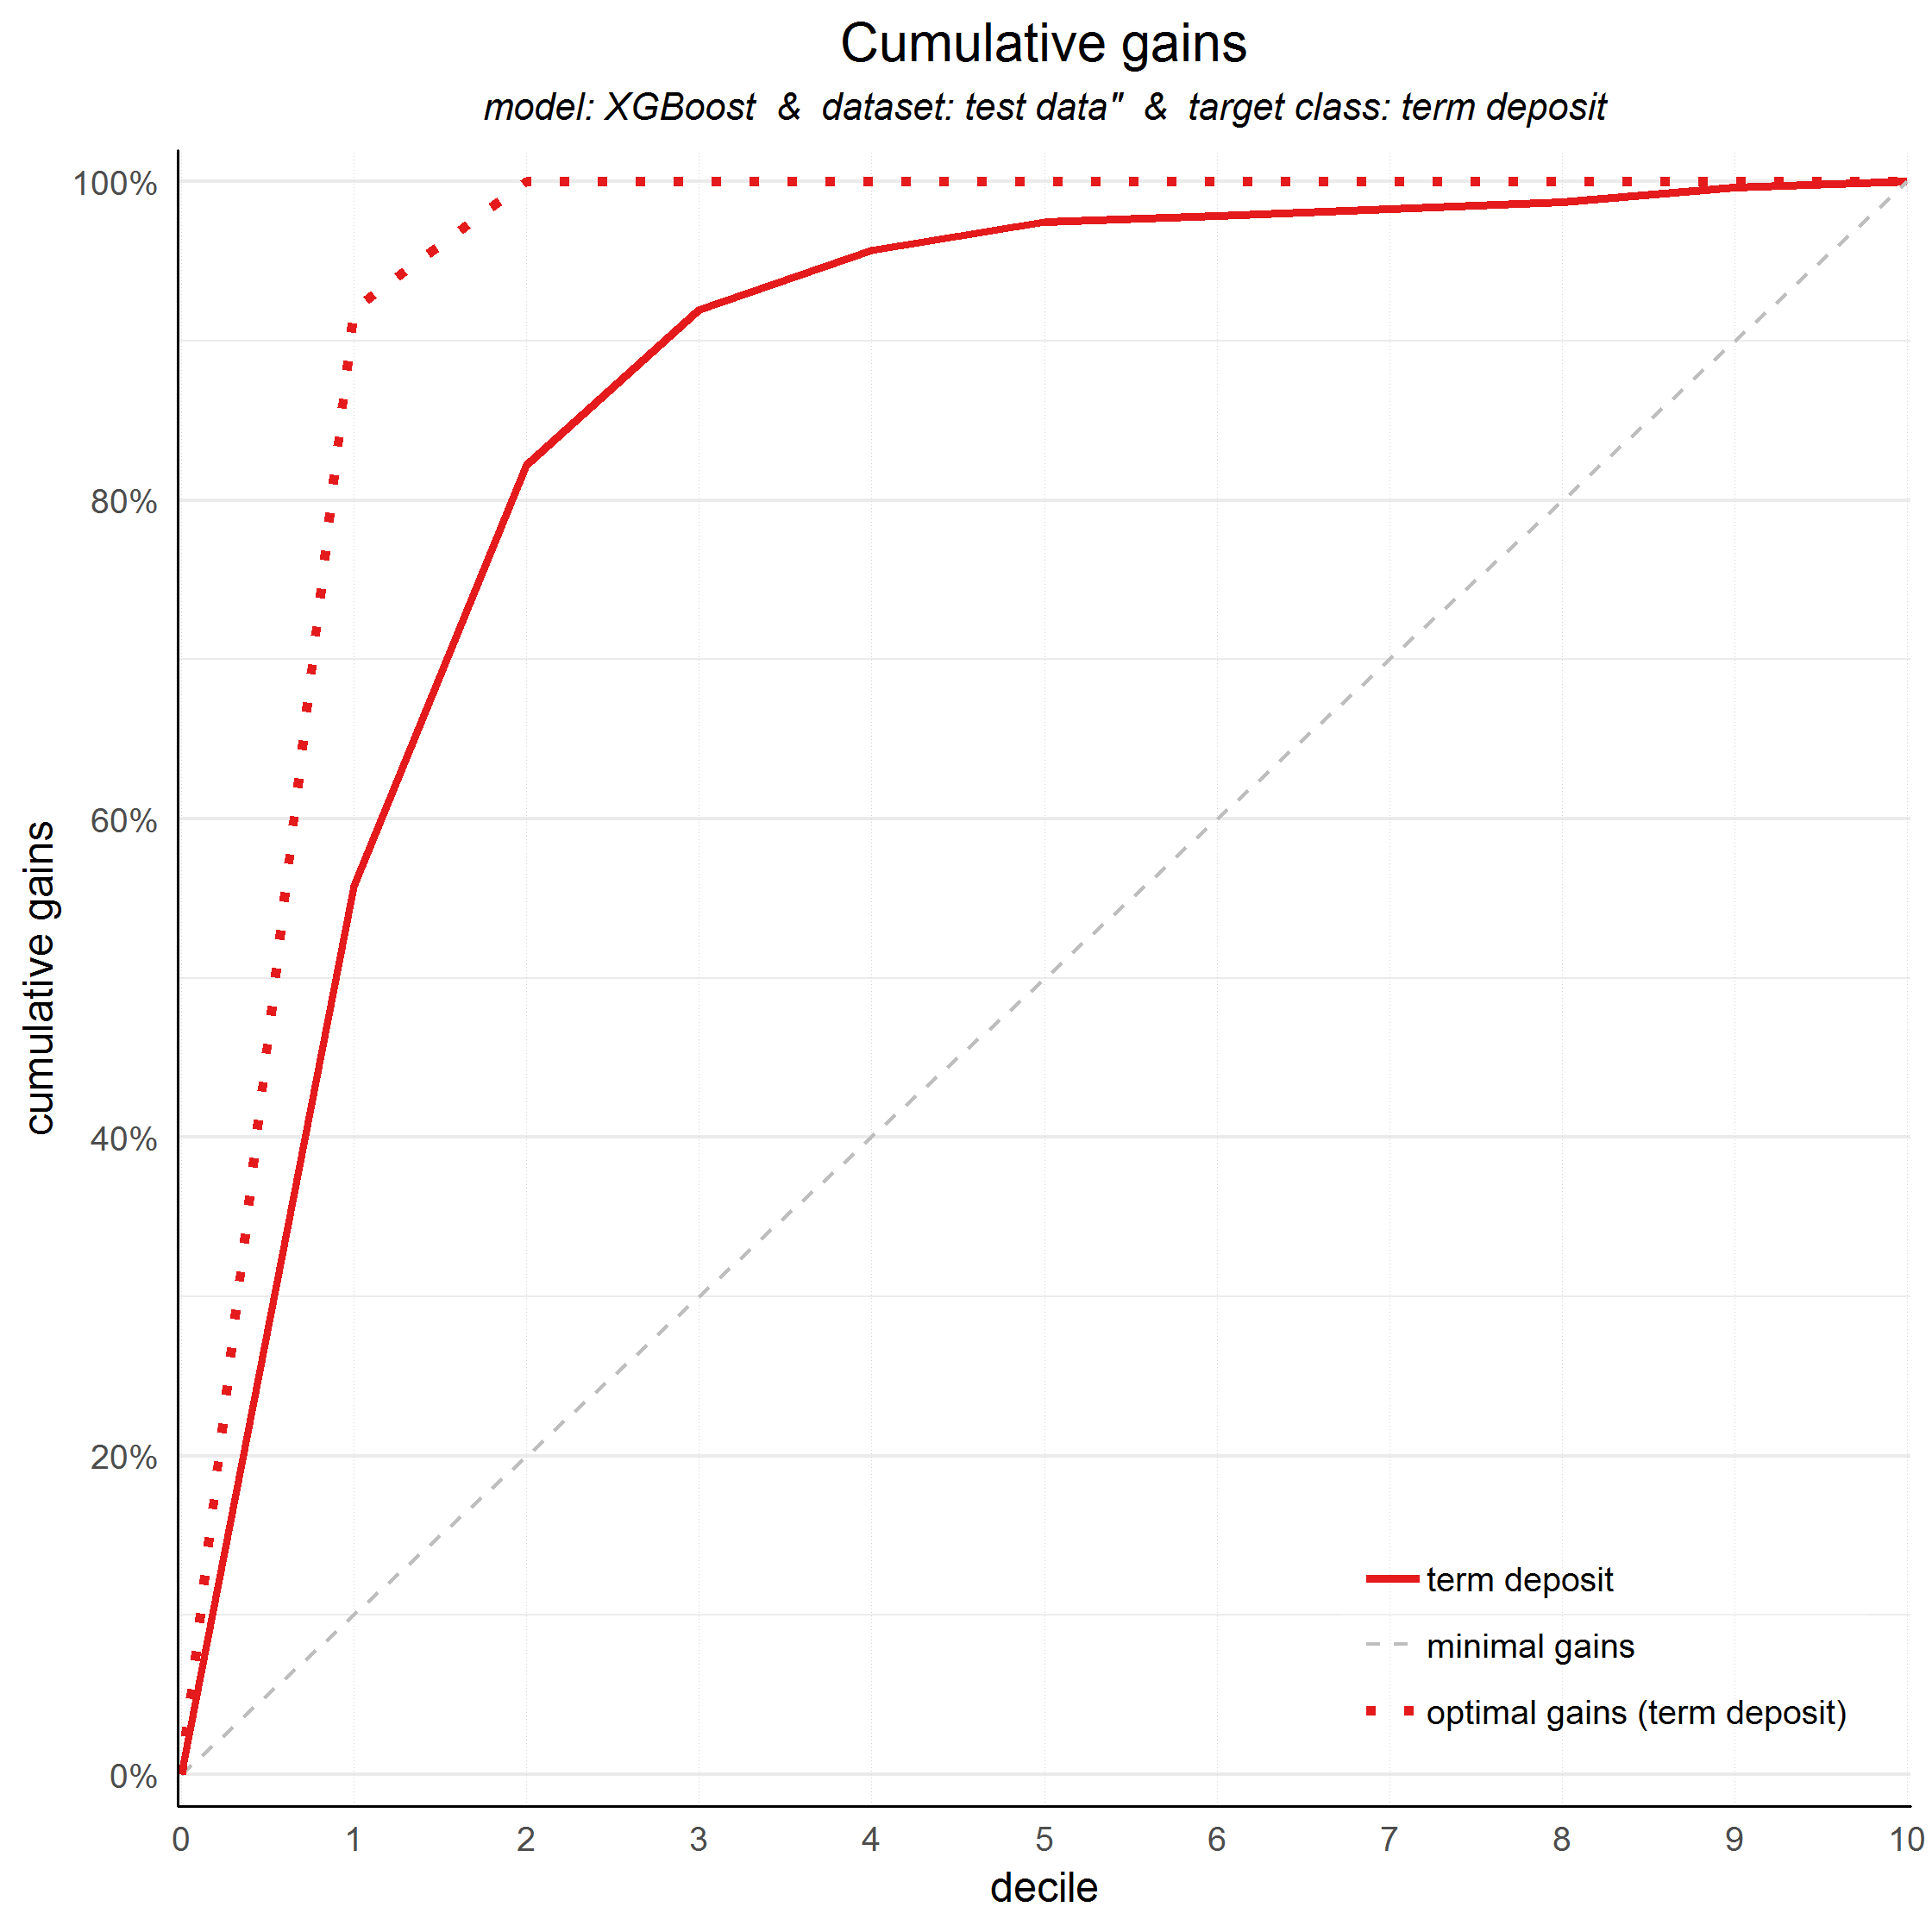 Cumulative gains
model: XGBoost & dataset: test data" & target class: term deposit
cumulative gains
100%
80%
60%
40%
20%
0%
term deposit
minimal gains
optimal gains (term deposit)
0 1 2 3 4 5 6 7 8 9 10
decile